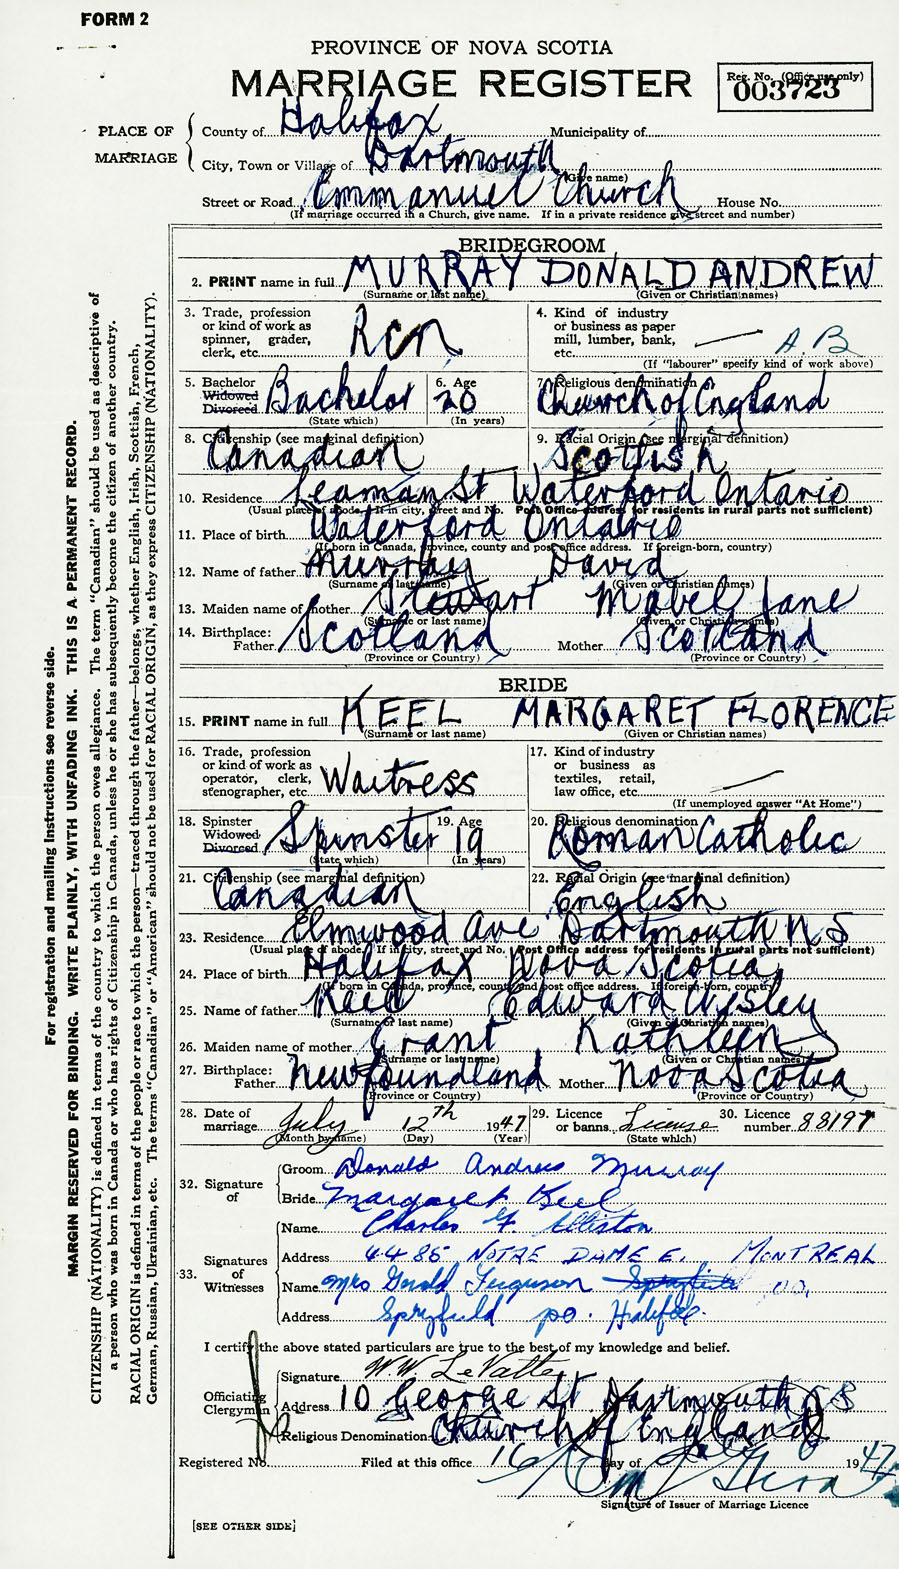 FORM 2
PROVINCE OF NOVA SCOTIA
MARRIAGE REGISTER
Reg. No. (Office use only)
003723
PLACE OF MARRIAGE
County of Halifax Municipality of
City, Town or Village of Dartmouth
(Give name)
Street or Road Emmanuel Church House No.
(If marriage occurred in a Church, give name. If in a private residence give street and number)
BRIDEGROOM
2. PRINT name in full MURRAY DONALD ANDREW
(Surname or last name) (Given or Christian names)
3. Trade, profession or kind of work as spinner, grader, clerk, etc. Rcn
4. Kind of industry or business as paper mill, lumber, bank, etc. — A.B
(If "labourer" specify kind of work above)
5. Bachelor Widowed Divorced Bachelor (State which)
6. Age 20 (In years)
7. Religious denomination Church of England
8. Citizenship (see marginal definition) Canadian
9. Racial Origin (see marginal definition) Scottish
10. Residence Leaman St Waterford Ontario
(Usual place of abode. If in city, street and No. Post Office address for residents in rural parts not sufficient)
11. Place of birth Waterford Ontario
(If born in Canada, province, county and post office address. If foreign-born, country)
12. Name of father Murray David
(Surname or last name) (Given or Christian names)
13. Maiden name of mother Stewart Mabel Jane
(Surname or last name) (Given or Christian names)
14. Birthplace: Father Scotland Mother Scotland
(Province or Country) (Province or Country)
BRIDE
15. PRINT name in full KEEL MARGARET FLORENCE
(Surname or last name) (Given or Christian names)
16. Trade, profession or kind of work as operator, clerk, stenographer, etc Waitress
17. Kind of industry or business as textiles, retail, law office, etc. —
(If unemployed answer "At Home")
18. Spinster Widowed Divorced Spinster (State which)
19. Age 19 (In years)
20. Religious denomination Roman Catholic
21. Citizenship (see marginal definition) Canadian
22. Racial Origin (see marginal definition) English
23. Residence Elmwood Ave Dartmouth N S
(Usual place of abode. If in city, street and No. Post Office address for residents in rural parts not sufficient)
24. Place of birth Halifax Nova Scotia
(If born in Canada, province, county and post office address. If foreign-born, country)
25. Name of father Keel Edward Wisley
(Surname or last name) (Given or Christian names)
26. Maiden name of mother Grant Kathleen
(Surname or last name) (Given or Christian names)
27. Birthplace: Father Newfoundland Mother Nova Scotia
(Province or Country) (Province or Country)
28. Date of marriage July 12th 1947
(Month by name) (Day) (Year)
29. Licence or banns License (State which)
30. Licence number 88197
32. Signature of
Groom Donald Andrew Murray
Bride Margaret Keel
33. Signatures of Witnesses
Name Charles Elliston
Address 4485 NOTRE DAME E. MONTREAL
Name Mrs Gerald Ferguson Spryfield
Address Spryfield po. Halifax
I certify the above stated particulars are true to the best of my knowledge and belief.
Officiating Clergyman
Signature W.W. LeVatte
Address 10 George St. Dartmouth NS
Religious Denomination Church of England
Registered No. Filed at this office 16 day of 1947
Signature of Issuer of Marriage Licence
[SEE OTHER SIDE]
For registration and mailing instructions see reverse side.
MARGIN RESERVED FOR BINDING. WRITE PLAINLY, WITH UNFADING INK. THIS IS A PERMANENT RECORD.
CITIZENSHIP (NATIONALITY) is defined in terms of the country to which the person owes allegiance. The term "Canadian" should be used as descriptive of
a person who was born in Canada or who has rights of Citizenship in Canada, unless he or she has subsequently become the citizen of another country.
RACIAL ORIGIN is defined in terms of the people or race to which the person—traced through the father—belongs, whether English, Irish, Scottish, French,
German, Russian, Ukrainian, etc. The terms "Canadian" or "American" should not be used for RACIAL ORIGIN, as they express CITIZENSHIP (NATIONALITY).